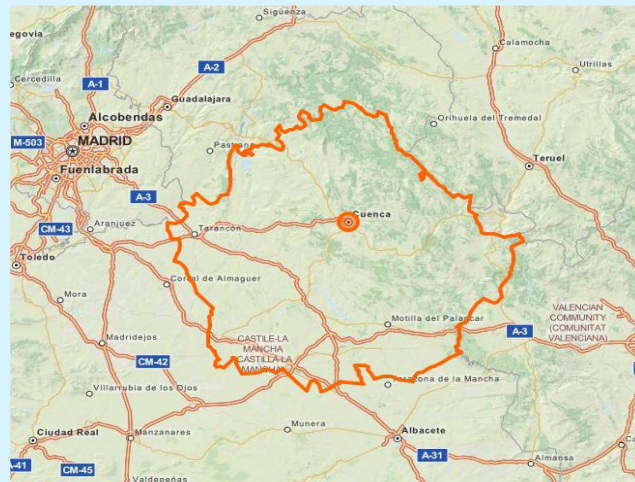 Sigüenza
egovia
Calamocha
A-2
Utrillas
Cercedilla
A-1
Guadalajara
Alcobendas
Orihuela del Tremedal
M-503
MADRID
Pastrana
Teruel
Fuenlabrada
A-3
Cuenca
CM-43
Aranjuez
Tarancón
Toledo
Corral de Almaguer
Mora
VALENCIAN
COMMUNITY
(COMUNITAT
VALENCIANA)
Motilla del Palancar
A-3
Madridejos
CASTILE-LA
MANCHA
(CASTILLA-LA
MANCHA)
CM-42
Tarazona de la Mancha
Villarrubia de los Ojos
Munera
Albacete
Ciudad Real
Manzanares
A-31
Almansa
A-41
CM-45
Valdepeñas